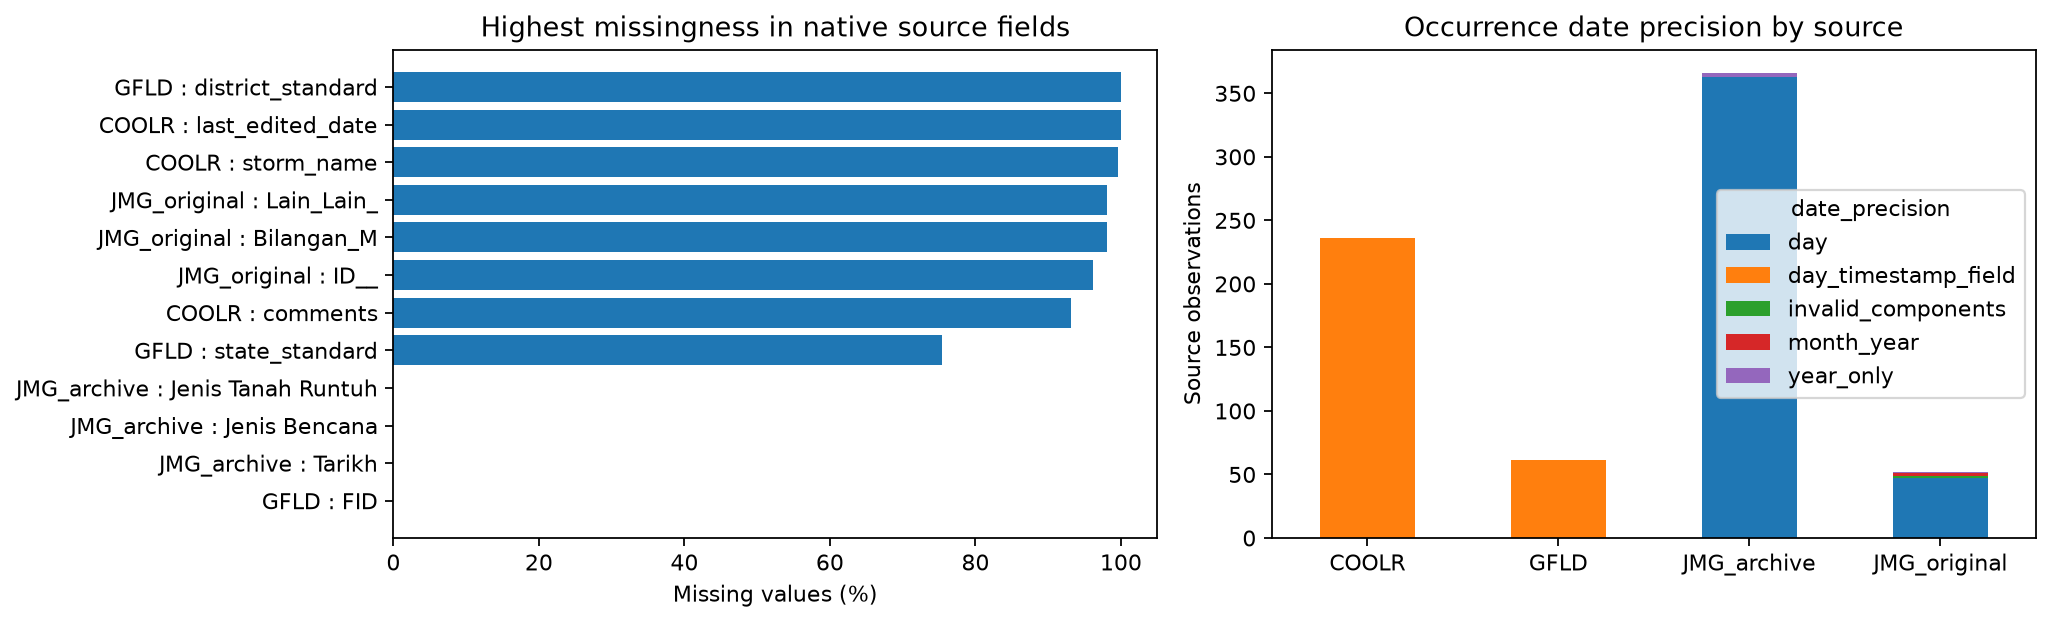 Highest missingness in native source fields
GFLD : district_standard
COOLR : last_edited_date
COOLR : storm_name
JMG_original : Lain_Lain_
JMG_original : Bilangan_M
JMG_original : ID__
COOLR : comments
GFLD : state_standard
JMG_archive : Jenis Tanah Runtuh
JMG_archive : Jenis Bencana
JMG_archive : Tarikh
GFLD : FID
0 20 40 60 80 100
Missing values (%)
Occurrence date precision by source
Source observations
350
300
250
200
150
100
50
0
date_precision
day
day_timestamp_field
invalid_components
month_year
year_only
COOLR GFLD JMG_archive JMG_original